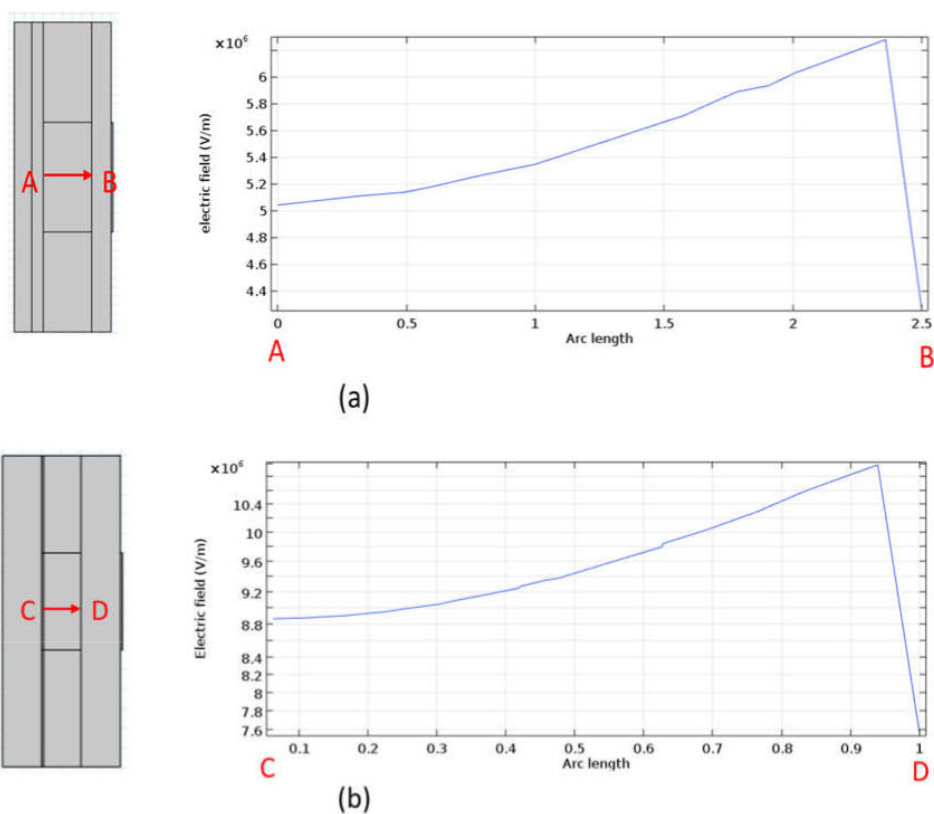 ×10⁶
6
5.8
5.6
5.4
5.2
5
4.8
4.6
4.4
electric field (V/m)
A B
0 0.5 1 1.5 2 2.5
Arc length
A B
(a)
×10⁶
10.4
10
9.6
9.2
8.8
8.4
8.2
8
7.8
7.6
Electric field (V/m)
C D
0.1 0.2 0.3 0.4 0.5 0.6 0.7 0.8 0.9 1
Arc length
C D
(b)